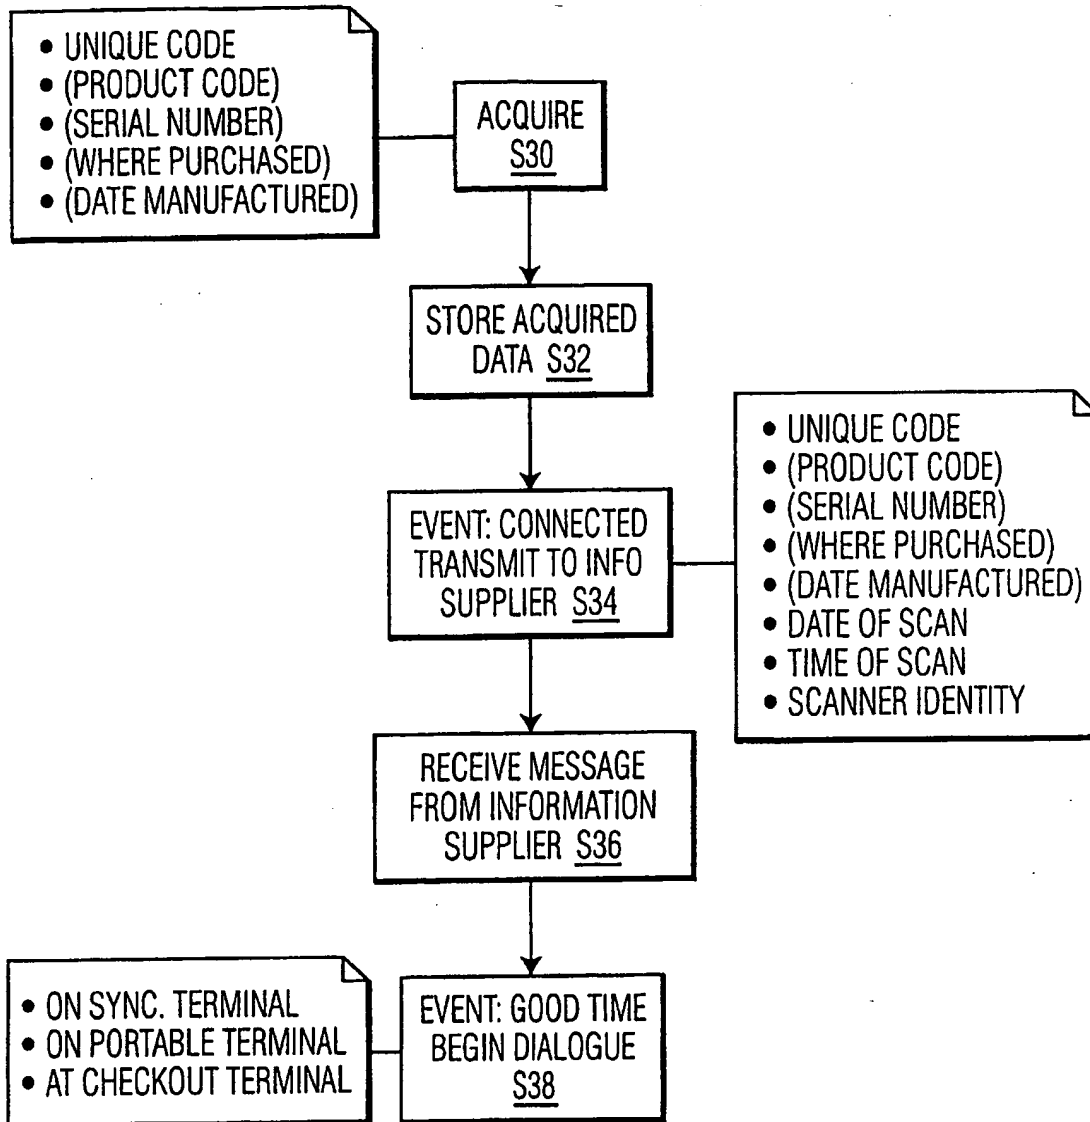 • UNIQUE CODE
• (PRODUCT CODE)
• (SERIAL NUMBER)
• (WHERE PURCHASED)
• (DATE MANUFACTURED)
ACQUIRE
S30
STORE ACQUIRED
DATA S32
EVENT: CONNECTED
TRANSMIT TO INFO
SUPPLIER S34
• UNIQUE CODE
• (PRODUCT CODE)
• (SERIAL NUMBER)
• (WHERE PURCHASED)
• (DATE MANUFACTURED)
• DATE OF SCAN
• TIME OF SCAN
• SCANNER IDENTITY
RECEIVE MESSAGE
FROM INFORMATION
SUPPLIER S36
• ON SYNC. TERMINAL
• ON PORTABLE TERMINAL
• AT CHECKOUT TERMINAL
EVENT: GOOD TIME
BEGIN DIALOGUE
S38